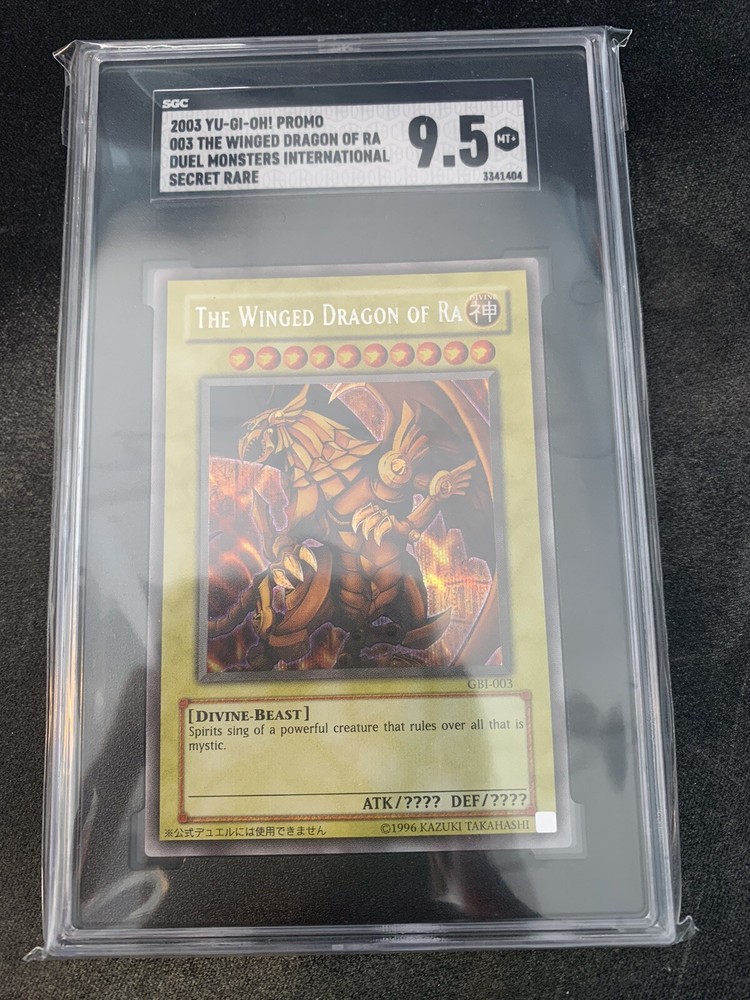 SGC
2003 YU-GI-OH! PROMO
003 THE WINGED DRAGON OF RA
DUEL MONSTERS INTERNATIONAL
SECRET RARE
9.5
MT+
3341404
THE WINGED DRAGON OF RA
DIVINE
神
GBI-003
[DIVINE-BEAST]
Spirits sing of a powerful creature that rules over all that is
mystic.
ATK/???? DEF/????
※公式デュエルには使用できません
©1996 KAZUKI TAKAHASHI